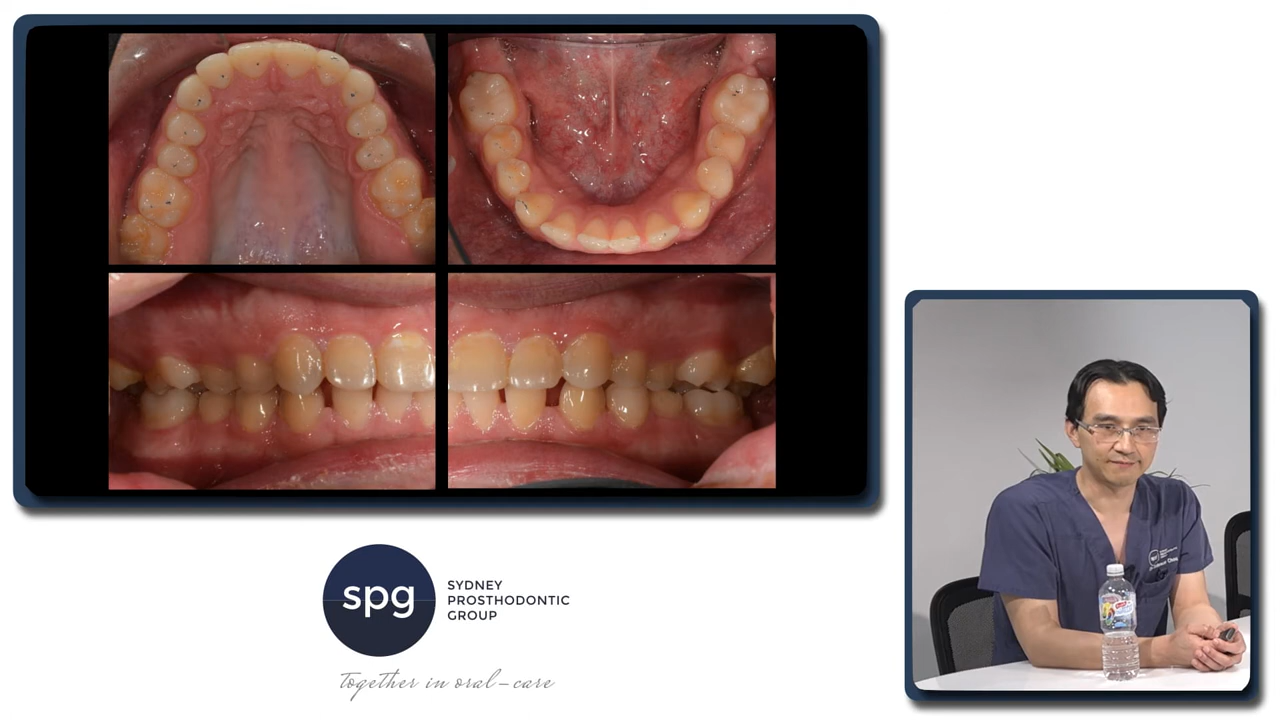 spg
SYDNEY
PROSTHODONTIC
GROUP
Together in oral-care